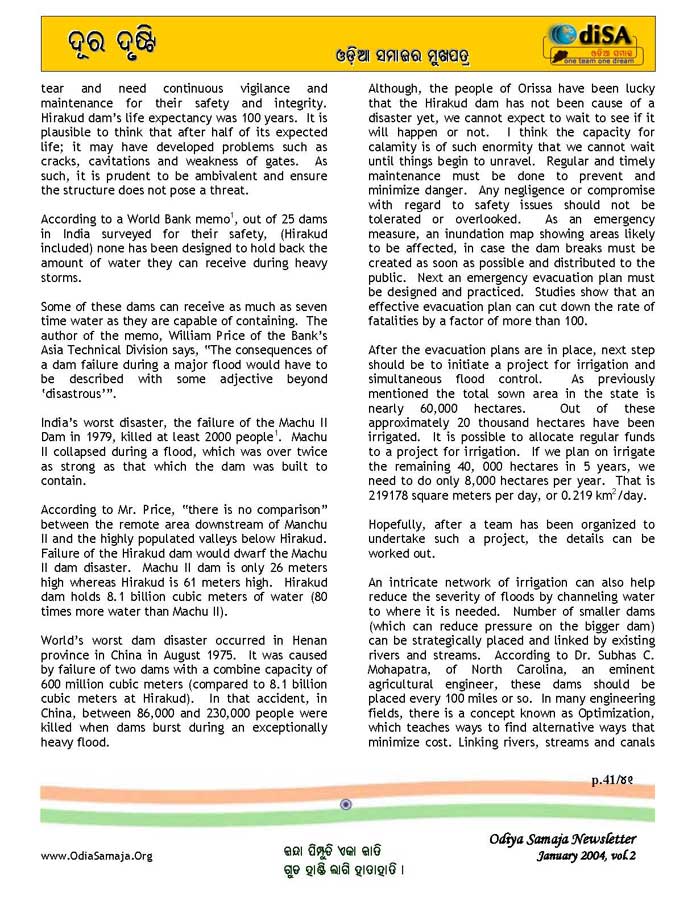 ଦୂର ଦୃଷ୍ଟି
ଓଡ଼ିଆ ସମାଜର ମୁଖପତ୍ର
OdiSA
ଓଡ଼ିଆ ସମାଜ
one team one dream
tear and need continuous vigilance and
maintenance for their safety and integrity.
Hirakud dam's life expectancy was 100 years. It is
plausible to think that after half of its expected
life; it may have developed problems such as
cracks, cavitations and weakness of gates. As
such, it is prudent to be ambivalent and ensure
the structure does not pose a threat.
According to a World Bank memo¹, out of 25 dams
in India surveyed for their safety, (Hirakud
included) none has been designed to hold back the
amount of water they can receive during heavy
storms.
Some of these dams can receive as much as seven
time water as they are capable of containing. The
author of the memo, William Price of the Bank's
Asia Technical Division says, "The consequences of
a dam failure during a major flood would have to
be described with some adjective beyond
'disastrous'".
India's worst disaster, the failure of the Machu II
Dam in 1979, killed at least 2000 people¹. Machu
II collapsed during a flood, which was over twice
as strong as that which the dam was built to
contain.
According to Mr. Price, "there is no comparison"
between the remote area downstream of Manchu
II and the highly populated valleys below Hirakud.
Failure of the Hirakud dam would dwarf the Machu
II dam disaster. Machu II dam is only 26 meters
high whereas Hirakud is 61 meters high. Hirakud
dam holds 8.1 billion cubic meters of water (80
times more water than Machu II).
World's worst dam disaster occurred in Henan
province in China in August 1975. It was caused
by failure of two dams with a combine capacity of
600 million cubic meters (compared to 8.1 billion
cubic meters at Hirakud). In that accident, in
China, between 86,000 and 230,000 people were
killed when dams burst during an exceptionally
heavy flood.
Although, the people of Orissa have been lucky
that the Hirakud dam has not been cause of a
disaster yet, we cannot expect to wait to see if it
will happen or not. I think the capacity for
calamity is of such enormity that we cannot wait
until things begin to unravel. Regular and timely
maintenance must be done to prevent and
minimize danger. Any negligence or compromise
with regard to safety issues should not be
tolerated or overlooked. As an emergency
measure, an inundation map showing areas likely
to be affected, in case the dam breaks must be
created as soon as possible and distributed to the
public. Next an emergency evacuation plan must
be designed and practiced. Studies show that an
effective evacuation plan can cut down the rate of
fatalities by a factor of more than 100.
After the evacuation plans are in place, next step
should be to initiate a project for irrigation and
simultaneous flood control. As previously
mentioned the total sown area in the state is
nearly 60,000 hectares. Out of these
approximately 20 thousand hectares have been
irrigated. It is possible to allocate regular funds
to a project for irrigation. If we plan on irrigate
the remaining 40, 000 hectares in 5 years, we
need to do only 8,000 hectares per year. That is
219178 square meters per day, or 0.219 km²/day.
Hopefully, after a team has been organized to
undertake such a project, the details can be
worked out.
An intricate network of irrigation can also help
reduce the severity of floods by channeling water
to where it is needed. Number of smaller dams
(which can reduce pressure on the bigger dam)
can be strategically placed and linked by existing
rivers and streams. According to Dr. Subhas C.
Mohapatra, of North Carolina, an eminent
agricultural engineer, these dams should be
placed every 100 miles or so. In many engineering
fields, there is a concept known as Optimization,
which teaches ways to find alternative ways that
minimize cost. Linking rivers, streams and canals
p.41/୪୧
www.OdiaSamaja.Org
ଜନ୍ଦା ପିମ୍ପୁଡି ଏକା ଜାତି
ଗୁଡ ହାଣ୍ଡି ଲାଗି ହାତାହାତି ।
Odiya Samaja Newsletter
January 2004, vol.2